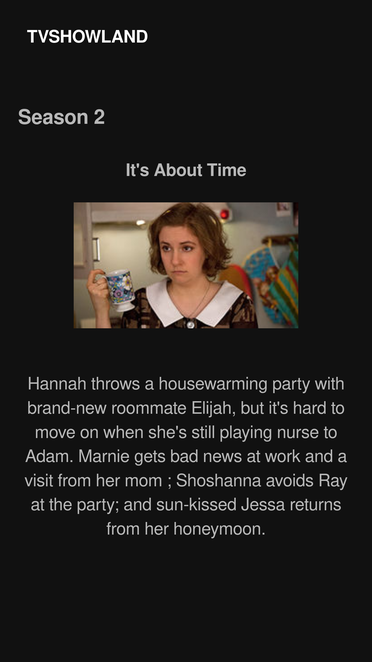 TVSHOWLAND
Season 2
It's About Time
Hannah throws a housewarming party with
brand-new roommate Elijah, but it's hard to
move on when she's still playing nurse to
Adam. Marnie gets bad news at work and a
visit from her mom ; Shoshanna avoids Ray
at the party; and sun-kissed Jessa returns
from her honeymoon.